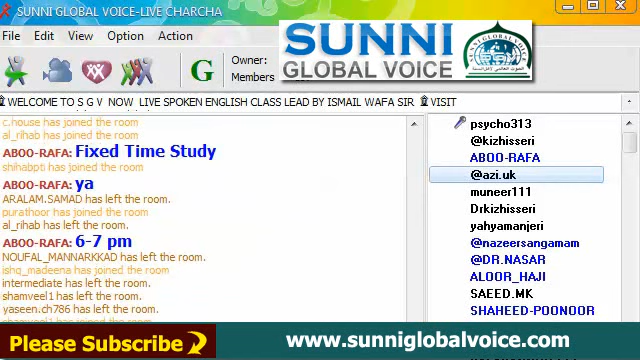 SUNNI GLOBAL VOICE-LIVE CHARCHA
File Edit View Option Action
SUNNI
GLOBAL VOICE
G
Owner:
Members
WELCOME TO S G V NOW LIVE SPOKEN ENGLISH CLASS LEAD BY ISMAIL WAFA SIR VISIT
c.house has joined the room
al_rihab has joined the room
ABOO-RAFA: Fixed Time Study
shihabpti has joined the room
ABOO-RAFA: ya
ARALAM.SAMAD has left the room.
purathoor has joined the room
al_rihab has left the room.
ABOO-RAFA: 6-7 pm
NOUFAL_MANNARKKAD has left the room.
ishq_madeena has joined the room
intermediate has left the room.
shamveel1 has left the room.
yaseen.ch786 has left the room.
shamveel1 has joined the room
psycho313
@kizhisseri
ABOO-RAFA
@azi.uk
muneer111
Drkizhisseri
yahyamanjeri
@nazeersangamam
@DR.NASAR
ALOOR_HAJI
SAEED.MK
SHAHEED-POONOOR
Please Subscribe
www.sunniglobalvoice.com